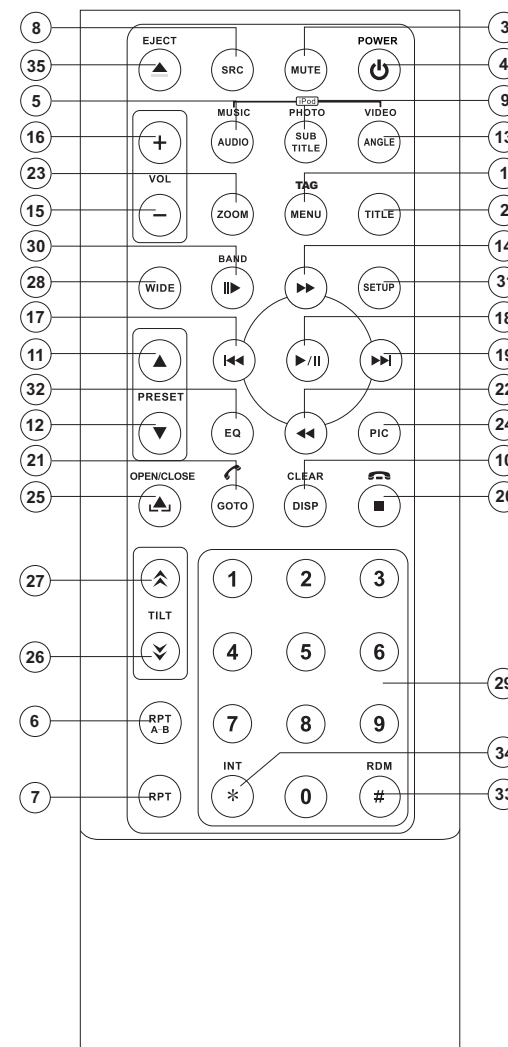 8 3
EJECT POWER
35 SRC MUTE 4
5 iPod 9
MUSIC PHOTO VIDEO
16 + AUDIO SUB TITLE ANGLE 13
VOL
23 TAG 1
15 − ZOOM MENU TITLE 2
30 BAND 14
28 WIDE SETUP 31
17 18
11 ▶/II 19
32 PRESET 22
12 EQ PIC 24
21 10
OPEN/CLOSE CLEAR
25 GOTO DISP 20
27 1 2 3
TILT
26 4 5 6
29
6 RPT A-B 7 8 9
34
INT RDM
7 RPT * 0 # 33